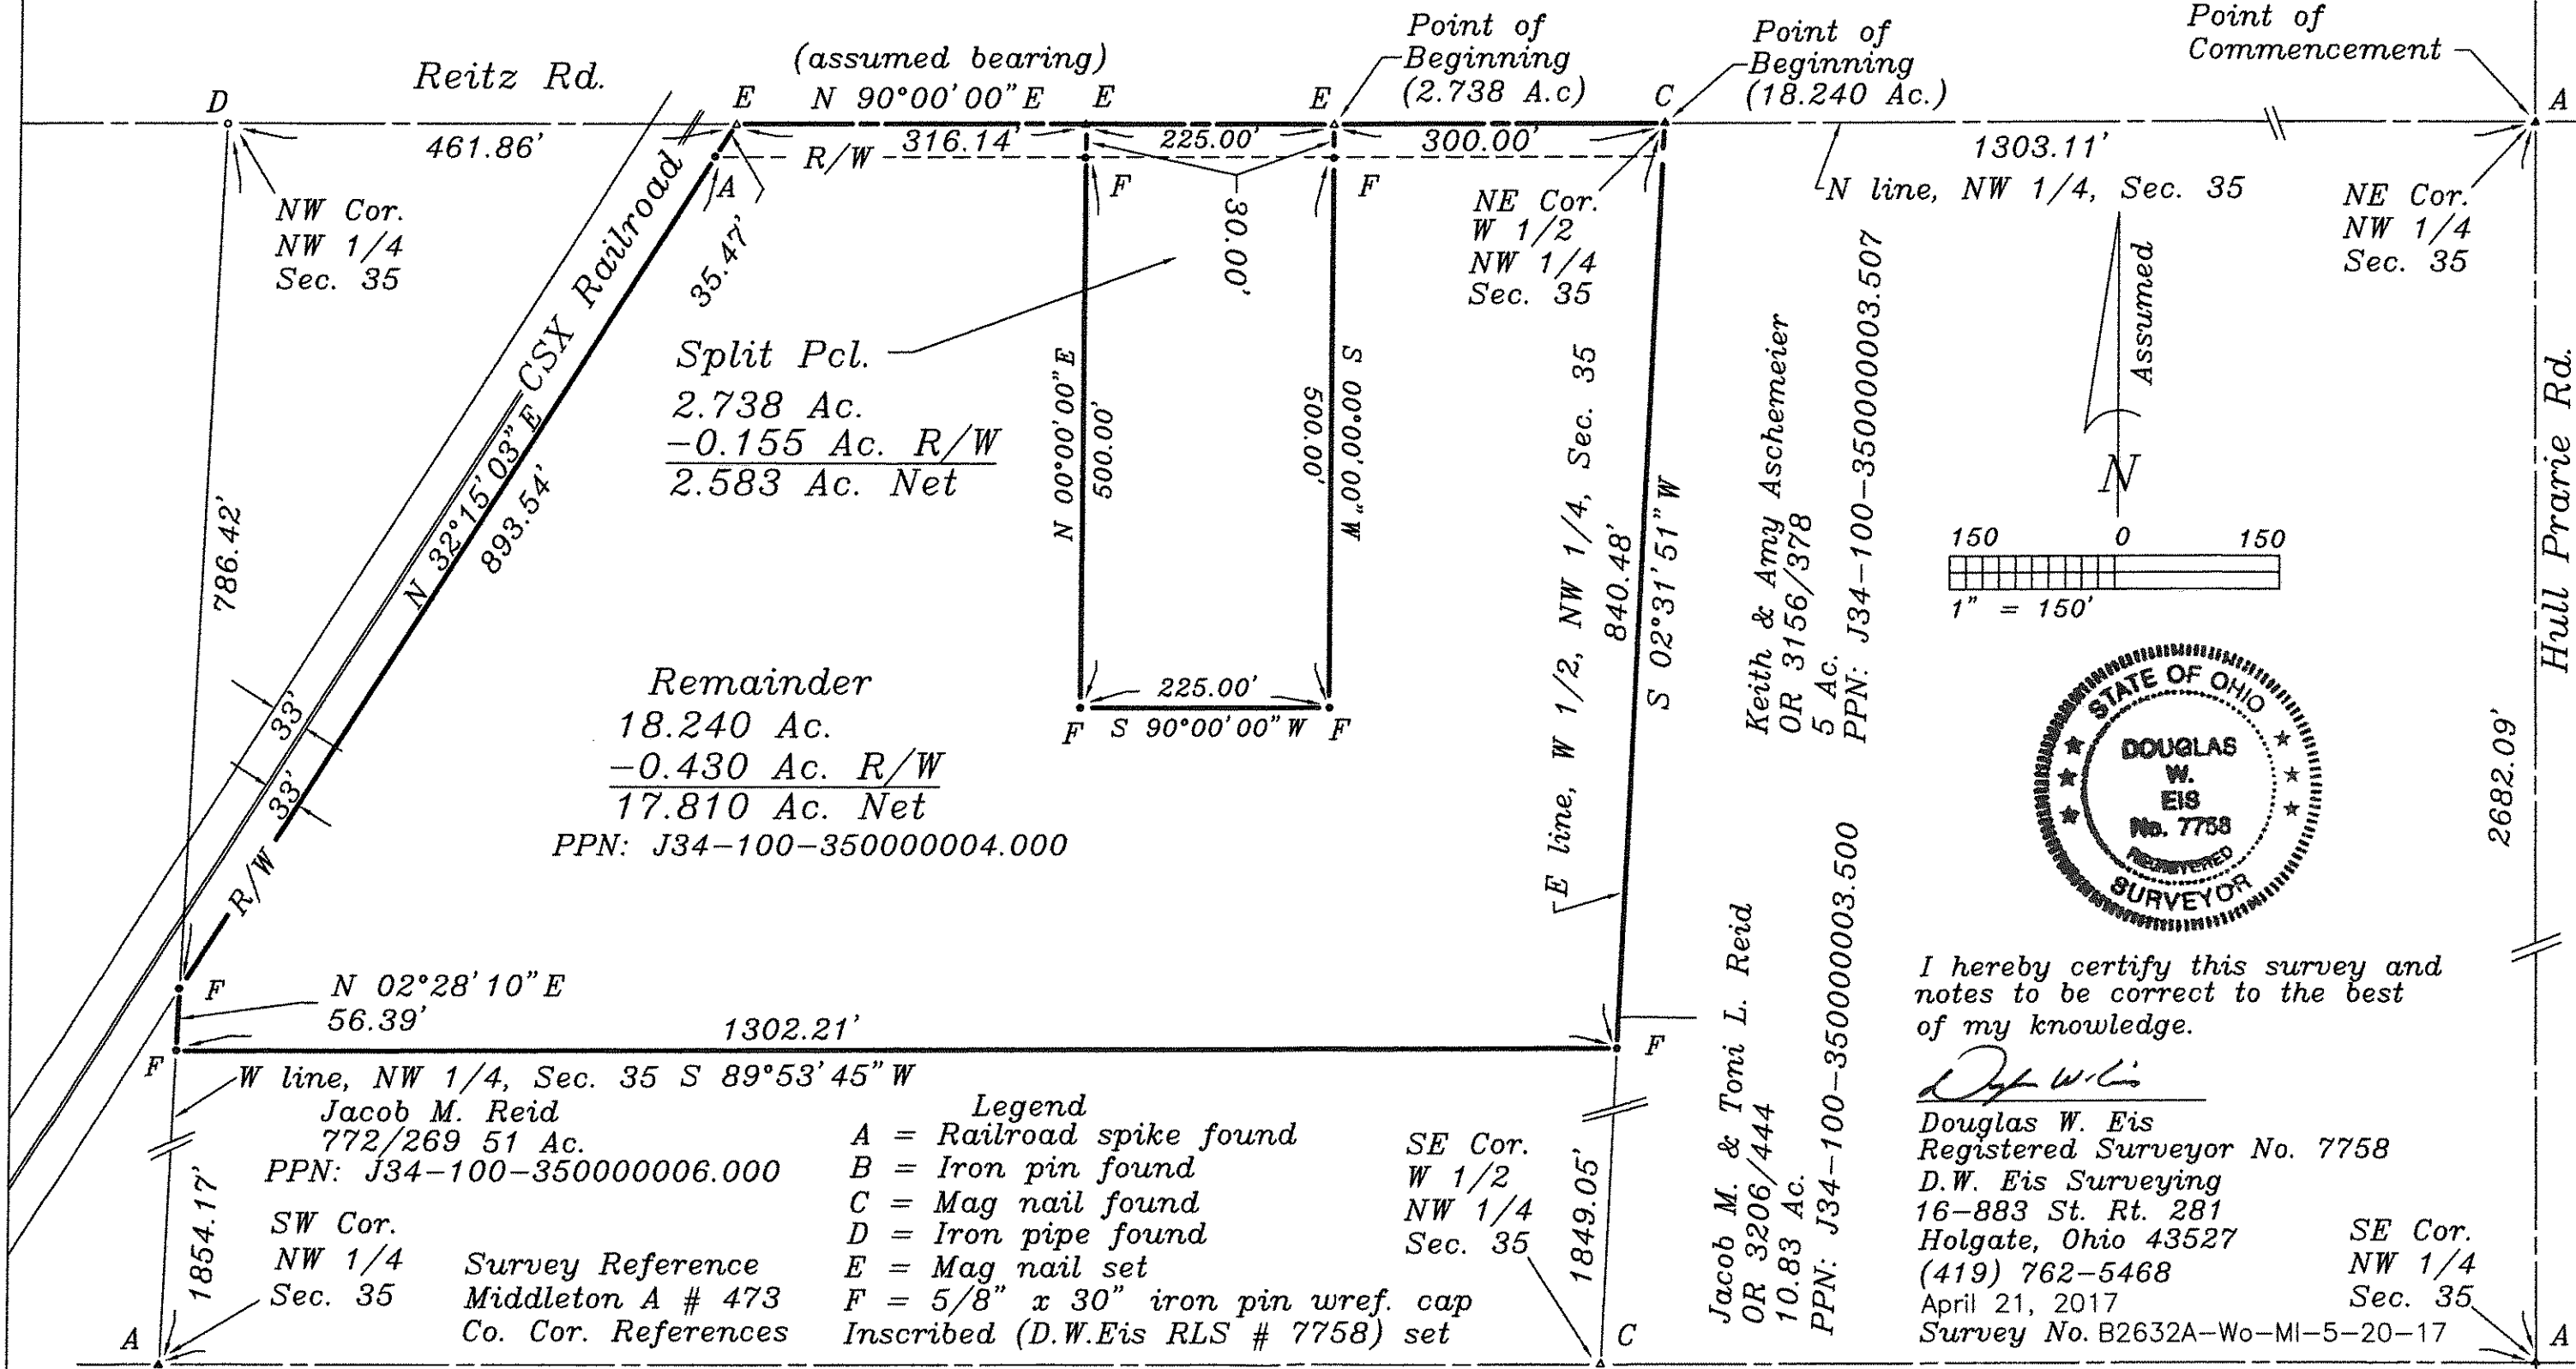 Point of
Beginning
(2.738 A.c)
Point of
Beginning
(18.240 Ac.)
Point of
Commencement
Reitz Rd.
(assumed bearing)
N 90°00'00" E
D
E
E
E
C
A
461.86'
R/W
316.14'
225.00'
300.00'
1303.11'
A
F
F
N line, NW 1/4, Sec. 35
NW Cor.
NW 1/4
Sec. 35
NE Cor.
W 1/2
NW 1/4
Sec. 35
NE Cor.
NW 1/4
Sec. 35
CSX Railroad
35.47'
30.00'
Split Pcl.
2.738 Ac.
-0.155 Ac. R/W
2.583 Ac. Net
N 00°00'00" E
500.00'
S 00°00'00" W
500.00'
E line, W 1/2, NW 1/4, Sec. 35
840.48'
S 02°31'51" W
Keith & Amy Aschemeier
OR 3156/378
5 Ac.
PPN: J34-100-350000003.507
Assumed
N
150 0 150
1" = 150'
Hull Prarie Rd.
2682.09'
786.42'
N 32°15'03" E
893.54'
33'
33'
R/W
Remainder
18.240 Ac.
-0.430 Ac. R/W
17.810 Ac. Net
PPN: J34-100-350000004.000
225.00'
F S 90°00'00" W F
STATE OF OHIO
DOUGLAS
W.
EIS
No. 7758
REGISTERED
SURVEYOR
F
N 02°28'10" E
56.39'
1302.21'
F
F
W line, NW 1/4, Sec. 35 S 89°53'45" W
Jacob M. Reid
772/269 51 Ac.
PPN: J34-100-350000006.000
1854.17'
SW Cor.
NW 1/4
Sec. 35
A
Survey Reference
Middleton A # 473
Co. Cor. References
Legend
A = Railroad spike found
B = Iron pin found
C = Mag nail found
D = Iron pipe found
E = Mag nail set
F = 5/8" x 30" iron pin wref. cap
Inscribed (D.W.Eis RLS # 7758) set
SE Cor.
W 1/2
NW 1/4
Sec. 35
1849.05'
C
Jacob M. & Toni L. Reid
OR 3206/444
10.83 Ac.
PPN: J34-100-350000003.500
I hereby certify this survey and
notes to be correct to the best
of my knowledge.
Douglas W. Eis
Registered Surveyor No. 7758
D.W. Eis Surveying
16-883 St. Rt. 281
Holgate, Ohio 43527
(419) 762-5468
April 21, 2017
Survey No. B2632A-Wo-MI-5-20-17
SE Cor.
NW 1/4
Sec. 35
A